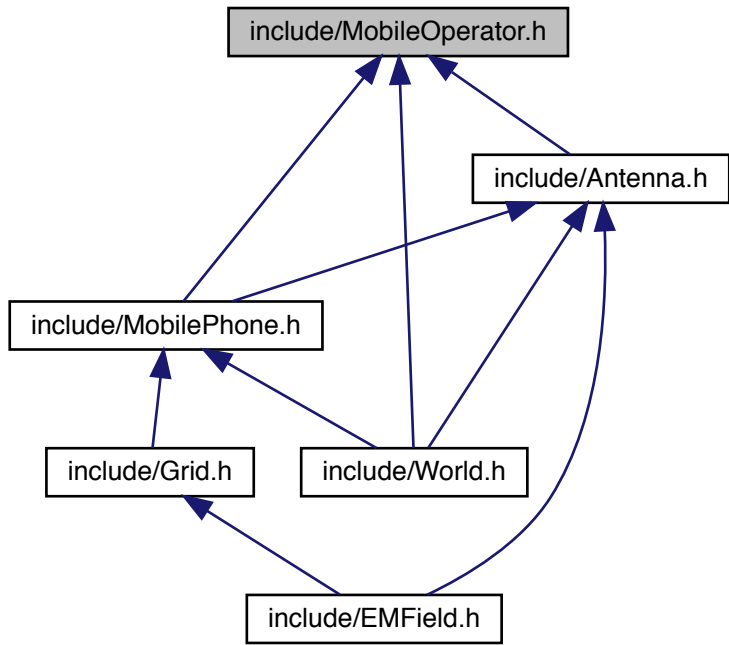 include/MobileOperator.h
include/Antenna.h
include/MobilePhone.h
include/Grid.h
include/World.h
include/EMField.h